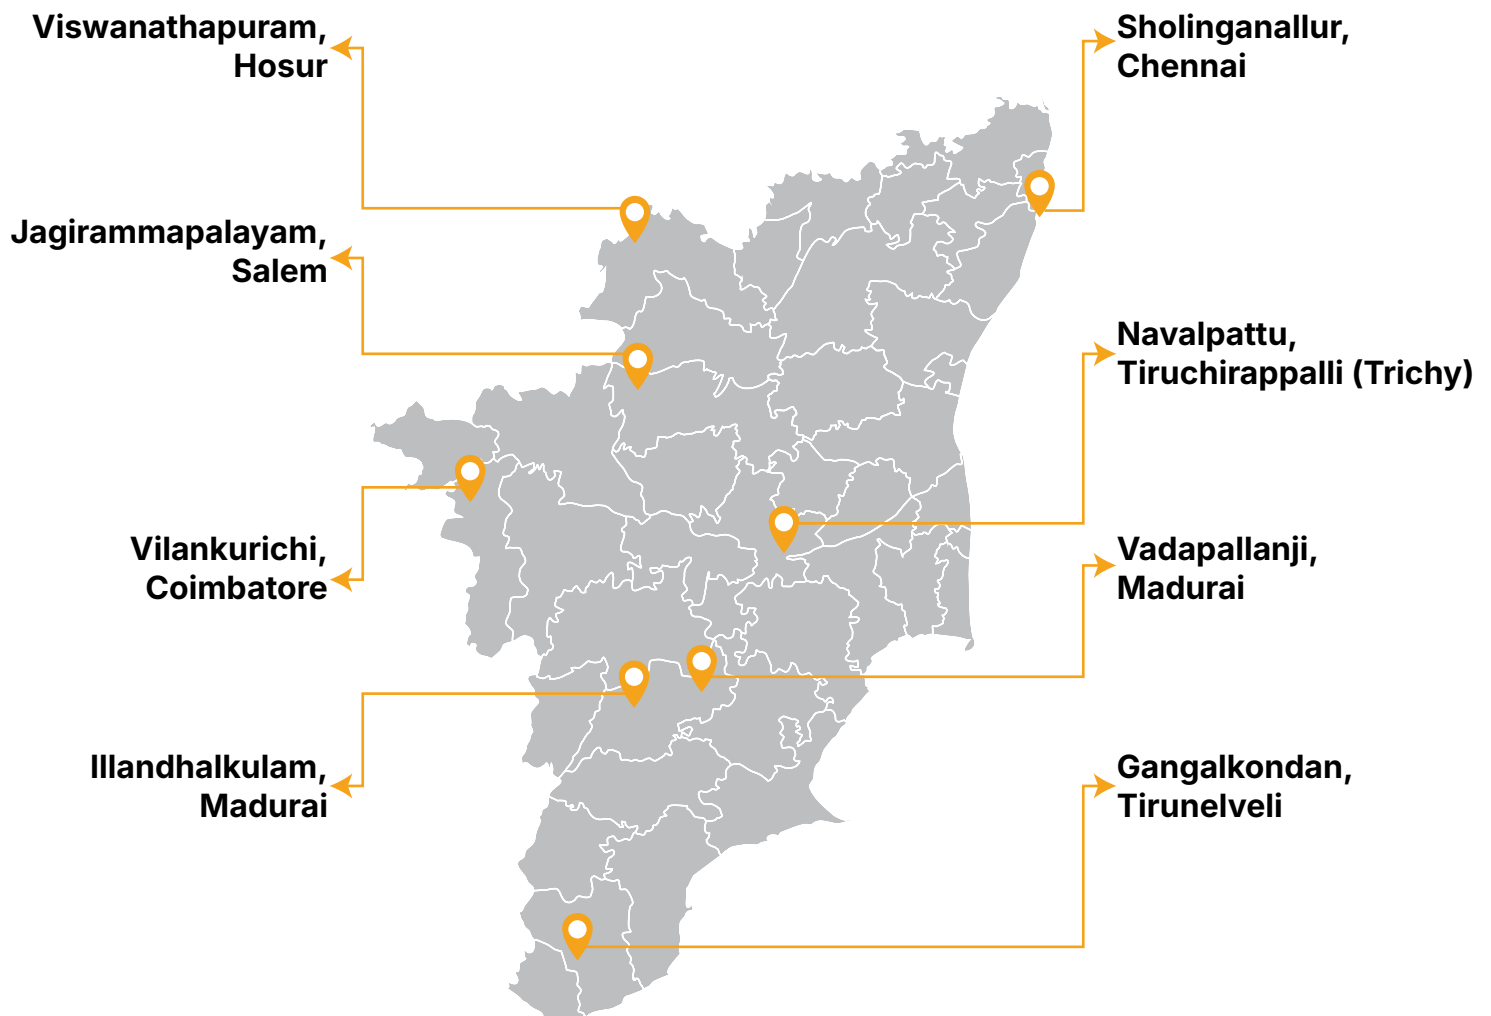 Viswanathapuram,
Hosur
Jagirammapalayam,
Salem
Vilankurichi,
Coimbatore
Illandhalkulam,
Madurai
Sholinganallur,
Chennai
Navalpattu,
Tiruchirappalli (Trichy)
Vadapallanji,
Madurai
Gangalkondan,
Tirunelveli